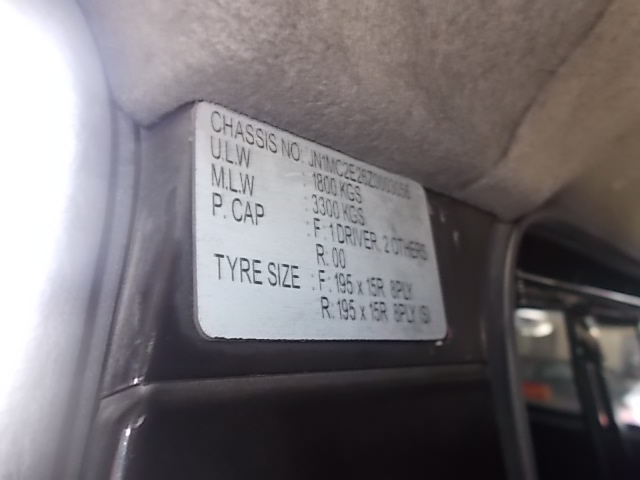 CHASSIS NO: JN1MC2E26Z0003056
U.L.W : 1800 KGS
M.L.W : 3300 KGS
P. CAP : F: 1 DRIVER, 2 OTHERS
R: 00
TYRE SIZE : F: 195 x 15R 8PLY
R: 195 x 15R 8PLY (S)